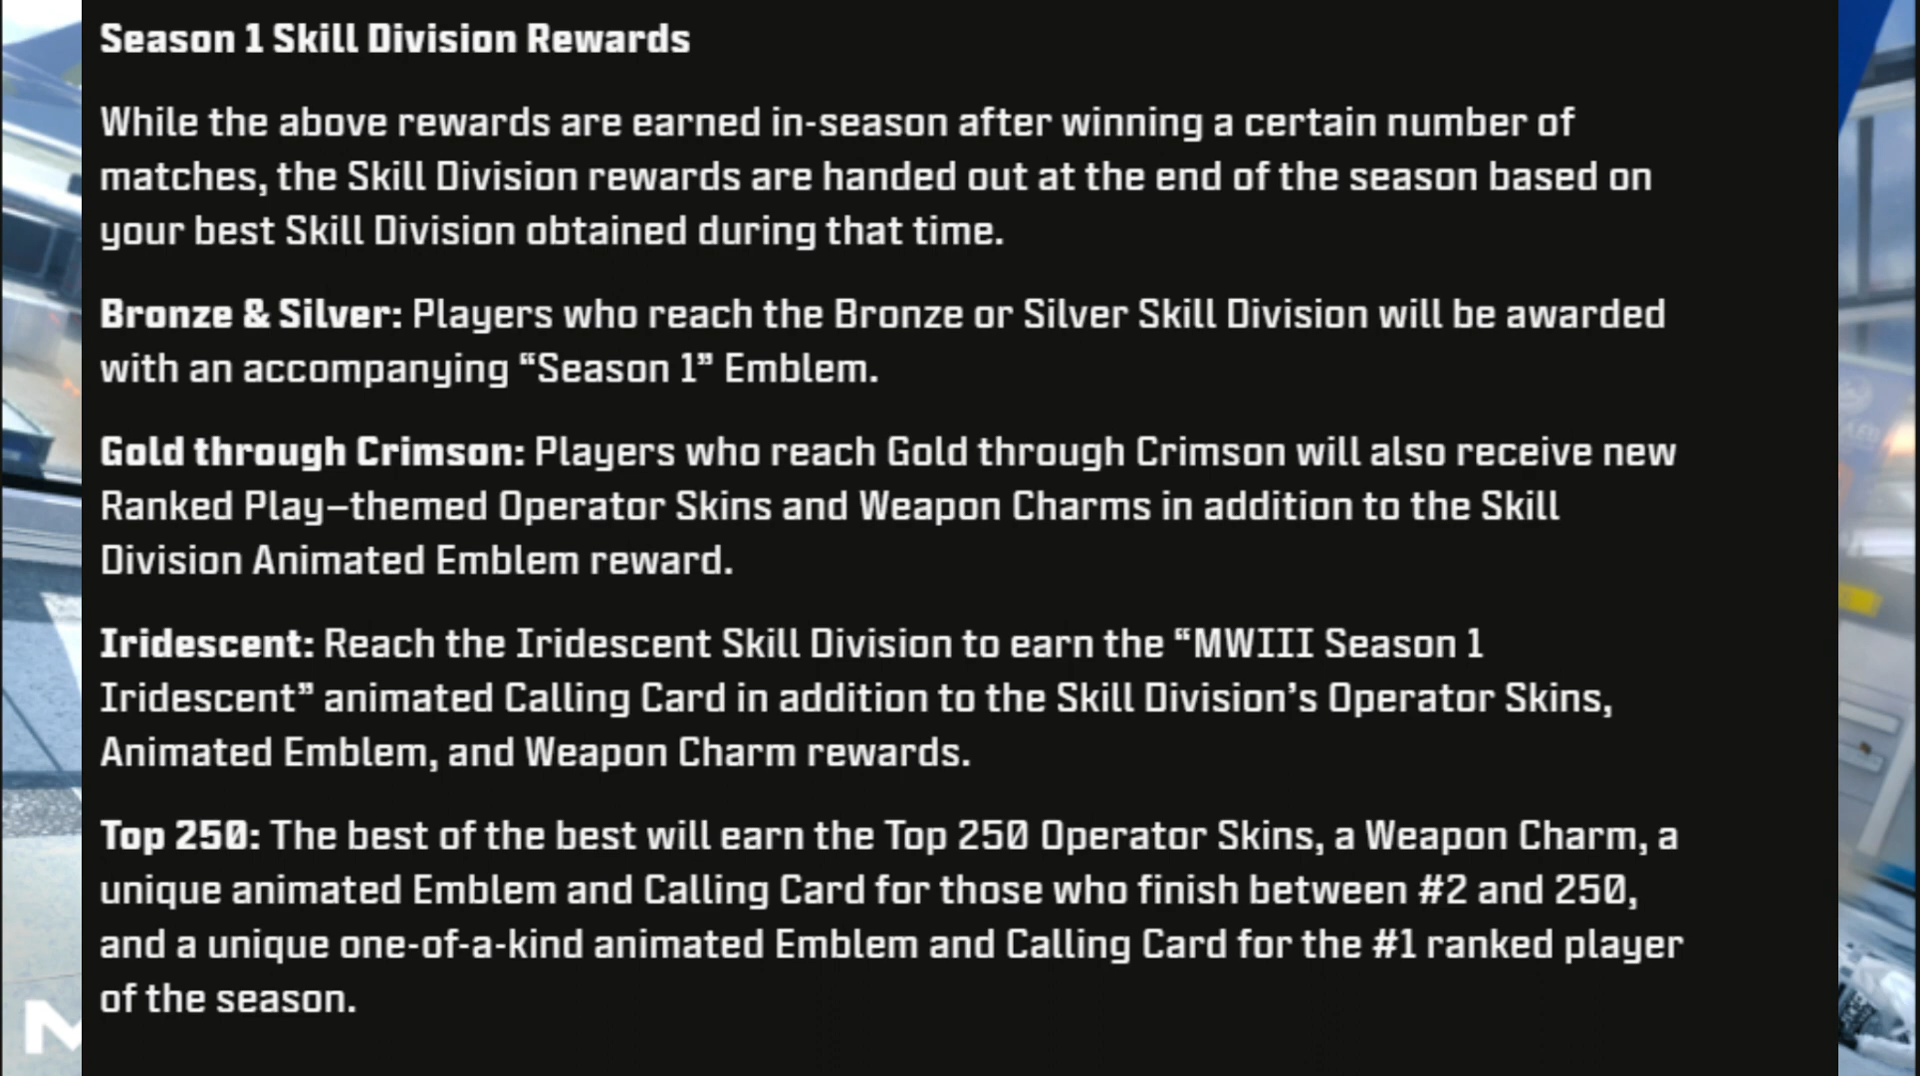 Season 1 Skill Division Rewards
While the above rewards are earned in-season after winning a certain number of
matches, the Skill Division rewards are handed out at the end of the season based on
your best Skill Division obtained during that time.
Bronze & Silver: Players who reach the Bronze or Silver Skill Division will be awarded
with an accompanying “Season 1” Emblem.
Gold through Crimson: Players who reach Gold through Crimson will also receive new
Ranked Play—themed Operator Skins and Weapon Charms in addition to the Skill
Division Animated Emblem reward.
Iridescent: Reach the Iridescent Skill Division to earn the “MWIII Season 1
Iridescent” animated Calling Card in addition to the Skill Division’s Operator Skins,
Animated Emblem, and Weapon Charm rewards.
Top 250: The best of the best will earn the Top 250 Operator Skins, a Weapon Charm, a
unique animated Emblem and Calling Card for those who finish between #2 and 250,
and a unique one-of-a-kind animated Emblem and Calling Card for the #1 ranked player
of the season.